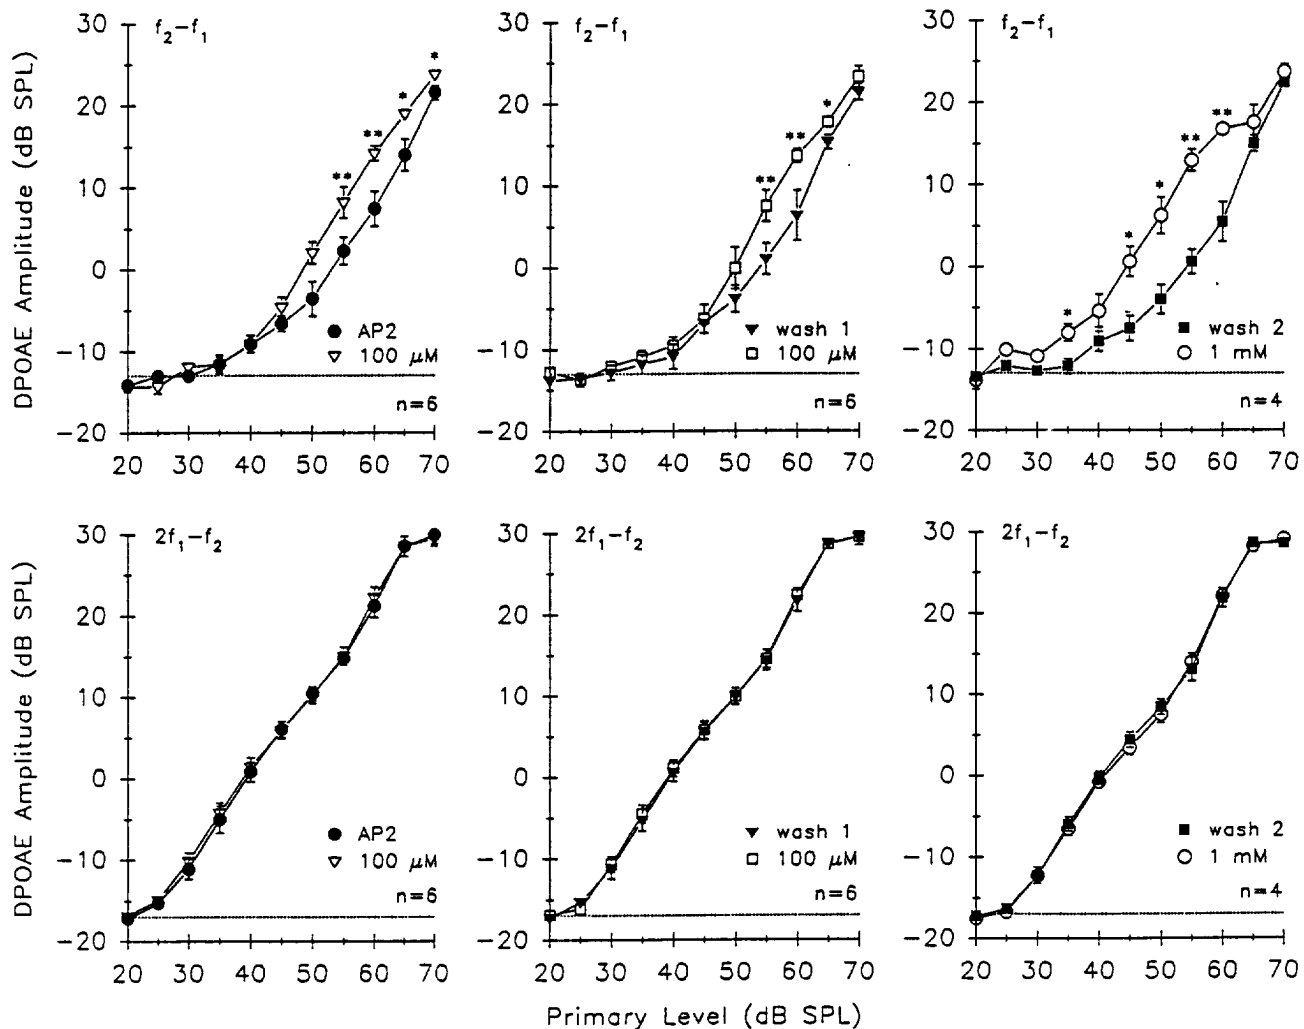 f₂−f₁
30
20
10
0
−10
−20
**
**
*
*
AP2
100 μM
n=6
20 30 40 50 60 70
f₂−f₁
30
20
10
0
−10
−20
**
**
*
wash 1
100 μM
n=6
20 30 40 50 60 70
f₂−f₁
30
20
10
0
−10
−20
*
*
*
**
**
wash 2
1 mM
n=4
20 30 40 50 60 70
DPOAE Amplitude (dB SPL)
2f₁−f₂
30
20
10
0
−10
−20
AP2
100 μM
n=6
20 30 40 50 60 70
2f₁−f₂
30
20
10
0
−10
−20
wash 1
100 μM
n=6
20 30 40 50 60 70
2f₁−f₂
30
20
10
0
−10
−20
wash 2
1 mM
n=4
20 30 40 50 60 70
DPOAE Amplitude (dB SPL)
Primary Level (dB SPL)